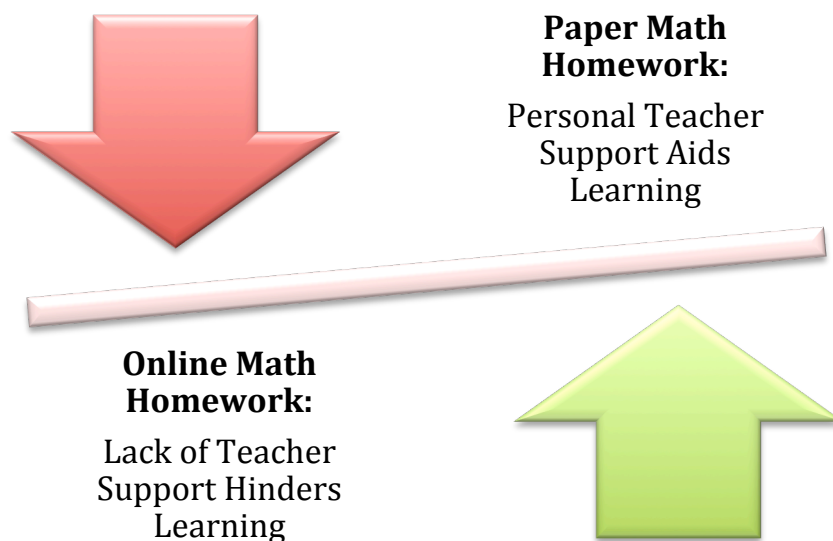 Paper Math
Homework:
Personal Teacher
Support Aids
Learning
Online Math
Homework:
Lack of Teacher
Support Hinders
Learning